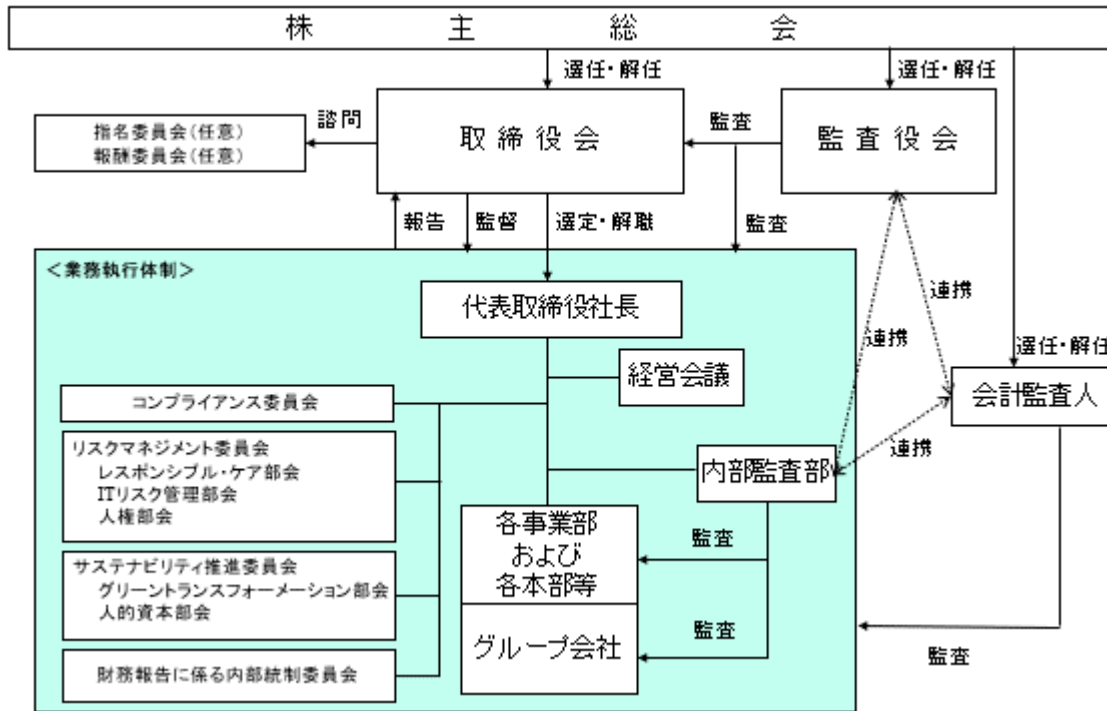 株主総会
選任・解任
選任・解任
指名委員会(任意)
報酬委員会(任意)
諮問
取締役会
監査
監査役会
報告
監督
選定・解職
監査
<業務執行体制>
代表取締役社長
連携
連携
選任・解任
経営会議
会計監査人
コンプライアンス委員会
リスクマネジメント委員会
レスポンシブル・ケア部会
ITリスク管理部会
人権部会
内部監査部
連携
各事業部
および
各本部等
監査
サステナビリティ推進委員会
グリーントランスフォーメーション部会
人的資本部会
グループ会社
監査
監査
財務報告に係る内部統制委員会